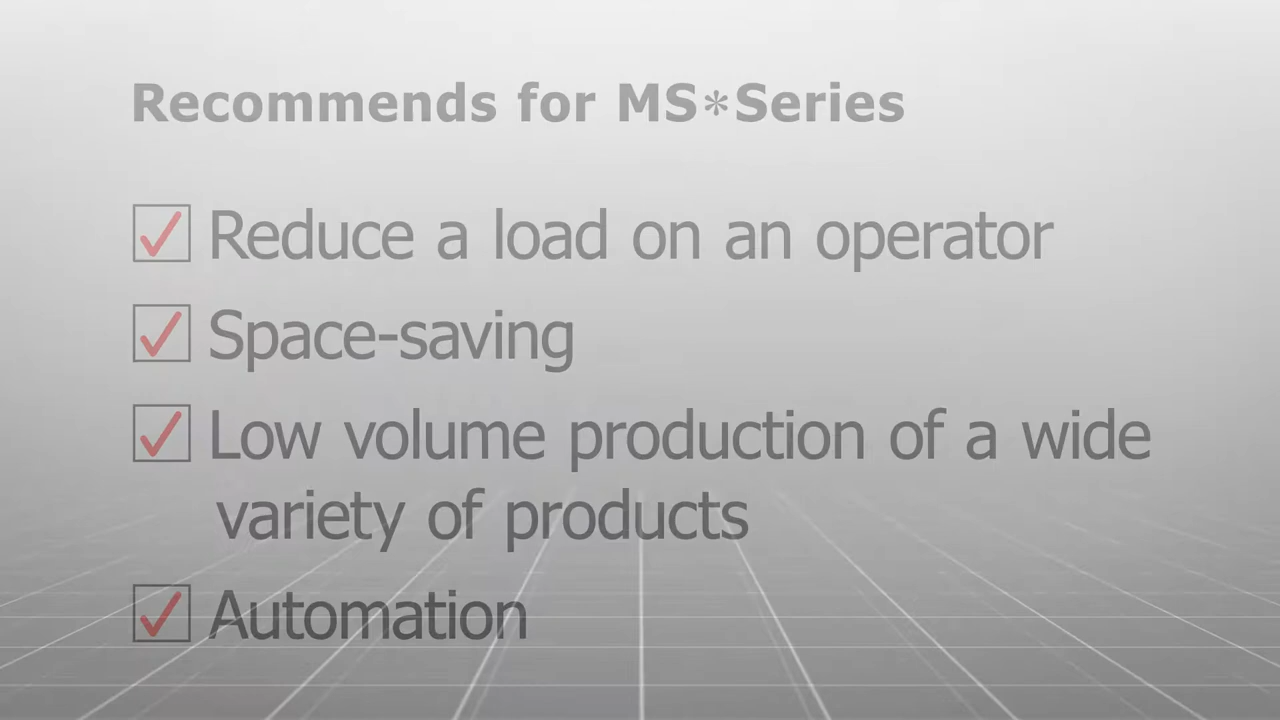 Recommends for MS*Series
Reduce a load on an operator
Space-saving
Low volume production of a wide
variety of products
Automation